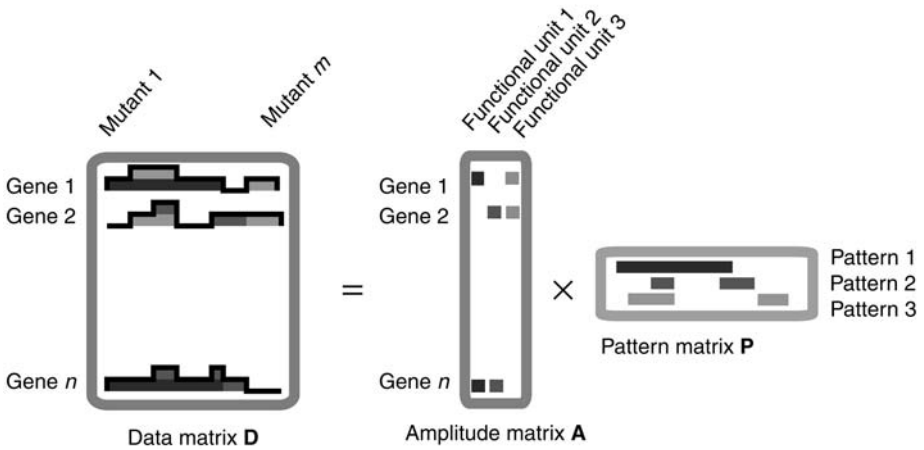 Mutant 1
Mutant m
Gene 1
Gene 2
Gene n
Data matrix D
=
Functional unit 1
Functional unit 2
Functional unit 3
Gene 1
Gene 2
Gene n
Amplitude matrix A
×
Pattern 1
Pattern 2
Pattern 3
Pattern matrix P